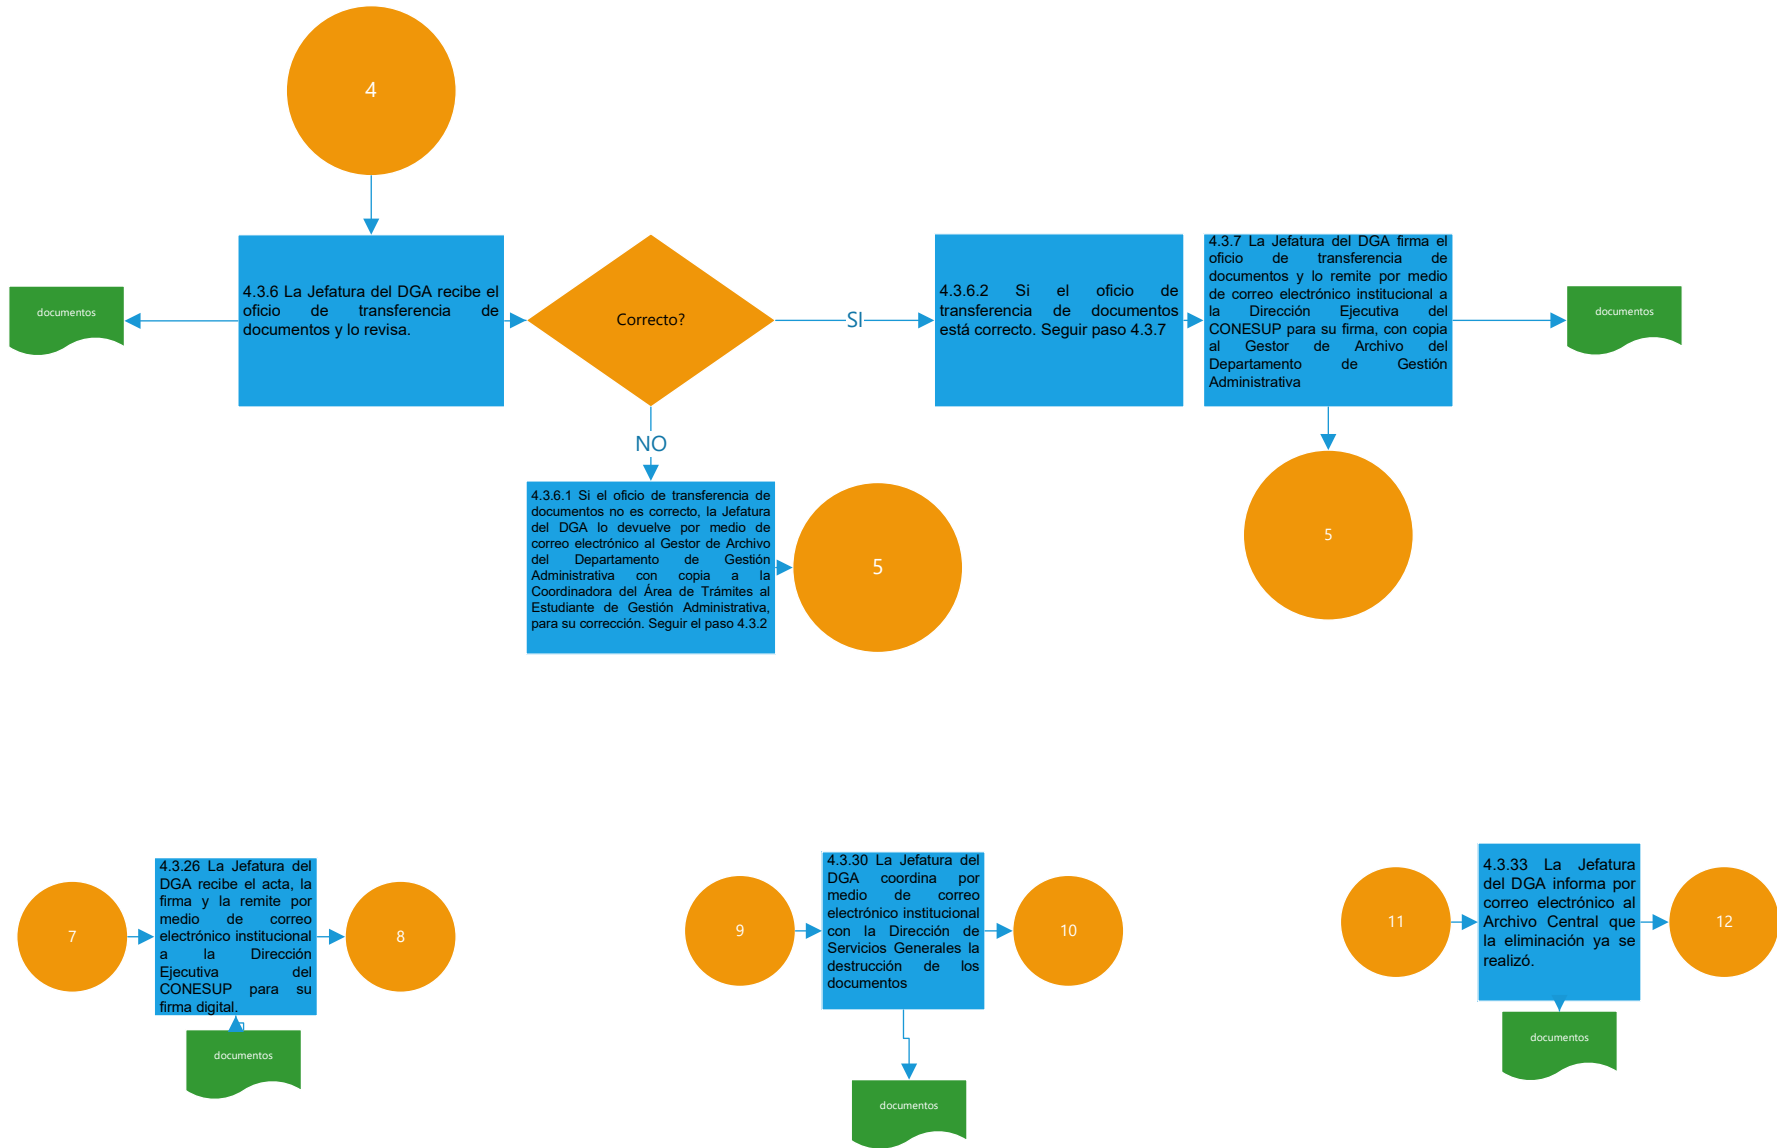 4
documentos
4.3.6 La Jefatura del DGA recibe el
oficio de transferencia de
documentos y lo revisa.
Correcto?
SI
4.3.6.2 Si el oficio de
transferencia de documentos
está correcto. Seguir paso 4.3.7
4.3.7 La Jefatura del DGA firma el
oficio de transferencia de
documentos y lo remite por medio
de correo electrónico institucional a
la Dirección Ejecutiva del
CONESUP para su firma, con copia
al Gestor de Archivo del
Departamento de Gestión
Administrativa
documentos
NO
4.3.6.1 Si el oficio de transferencia de
documentos no es correcto, la Jefatura
del DGA lo devuelve por medio de
correo electrónico al Gestor de Archivo
del Departamento de Gestión
Administrativa con copia a la
Coordinadora del Área de Trámites al
Estudiante de Gestión Administrativa,
para su corrección. Seguir el paso 4.3.2
5
5
7
4.3.26 La Jefatura del
DGA recibe el acta, la
firma y la remite por
medio de correo
electrónico institucional
a la Dirección
Ejecutiva del
CONESUP para su
firma digital.
8
documentos
9
4.3.30 La Jefatura del
DGA coordina por
medio de correo
electrónico institucional
con la Dirección de
Servicios Generales la
destrucción de los
documentos
10
documentos
11
4.3.33 La Jefatura
del DGA informa por
correo electrónico al
Archivo Central que
la eliminación ya se
realizó.
12
documentos